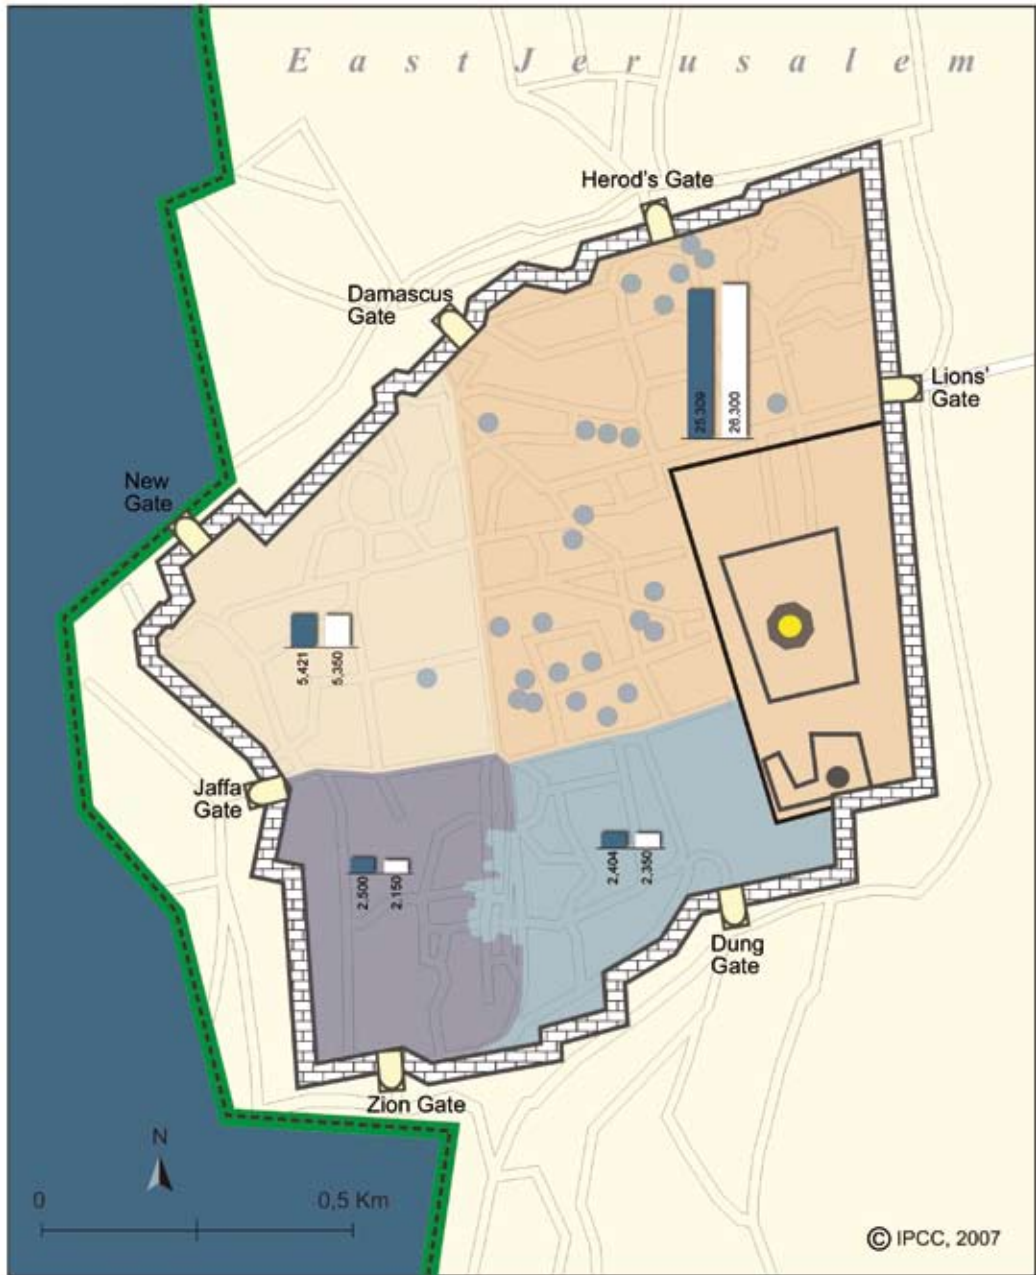 East Jerusalem
Herod's Gate
Damascus
Gate
Lions'
Gate
25,309
26,300
New
Gate
5,421
5,350
Jaffa
Gate
2,500
2,150
2,404
2,350
Dung
Gate
Zion Gate
N
0
0,5 Km
© IPCC, 2007